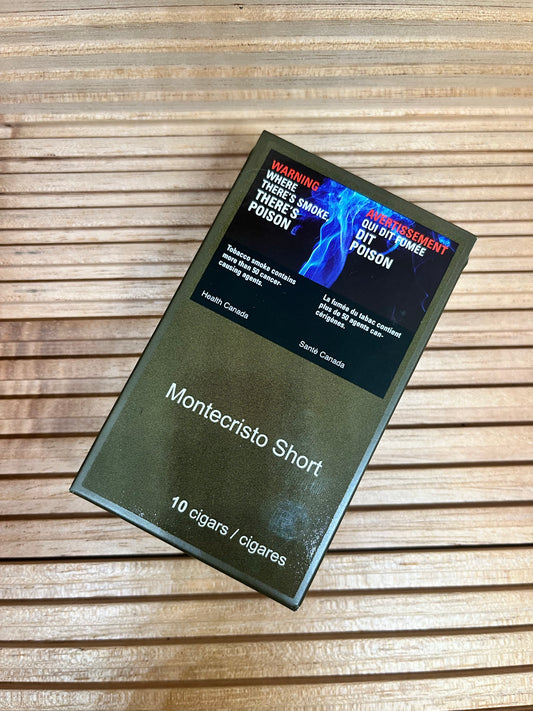 WARNING
WHERE
THERE'S SMOKE,
THERE'S
POISON
Tobacco smoke contains
more than 50 cancer-
causing agents.
Health Canada
AVERTISSEMENT
QUI DIT FUMÉE
DIT
POISON
La fumée du tabac contient
plus de 50 agents can-
cérigènes.
Santé Canada
Montecristo Short
10 cigars / cigares